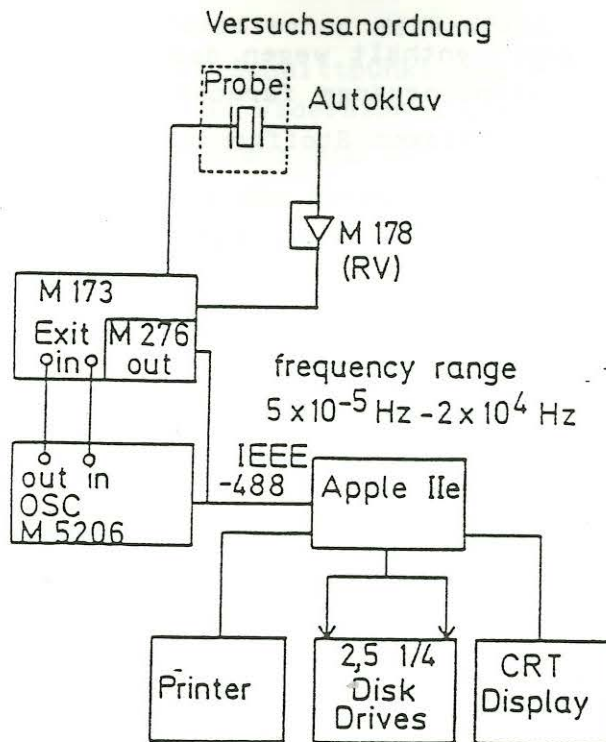 Versuchsanordnung
Probe
Autoklav
M 178
(RV)
M 173
Exit
in
M 276
out
frequency range
5 x 10⁻⁵ Hz - 2 x 10⁴ Hz
out in
OSC
M 5206
IEEE
-488
Apple IIe
Printer
2,5 1/4
Disk
Drives
CRT
Display